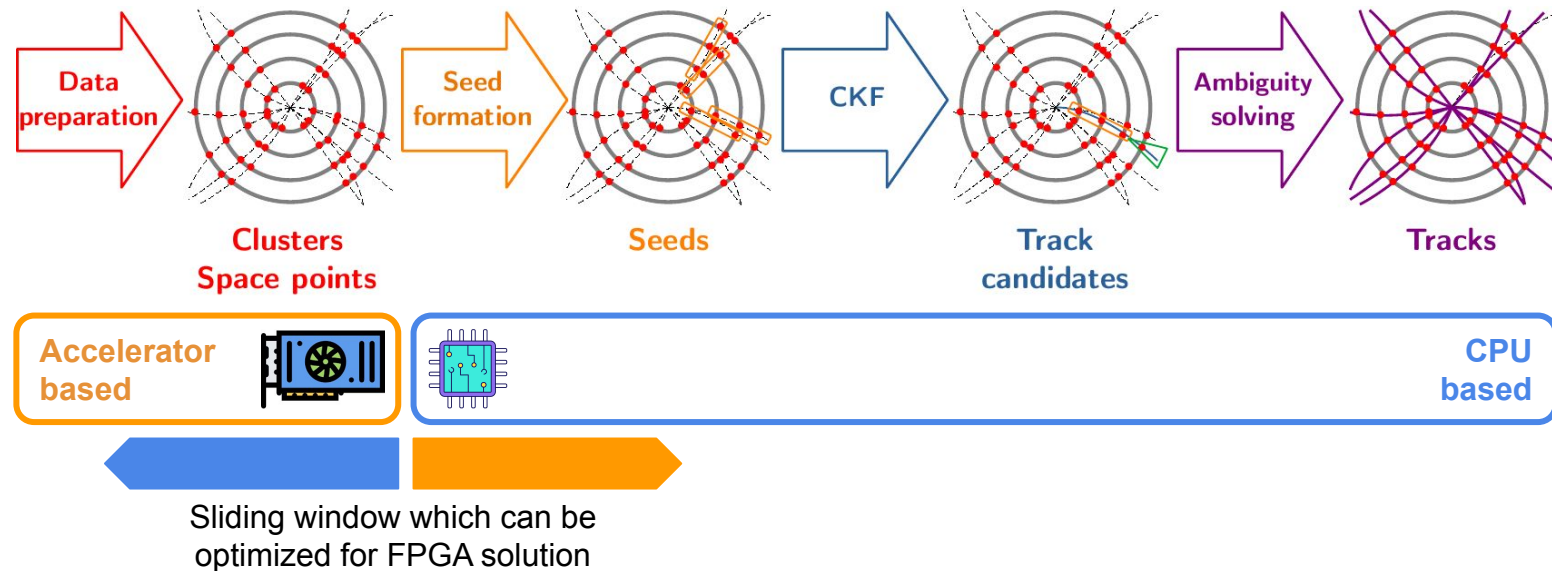 Data
preparation
Seed
formation
CKF
Ambiguity
solving
Clusters
Space points
Seeds
Track
candidates
Tracks
Accelerator
based
CPU
based
Sliding window which can be
optimized for FPGA solution